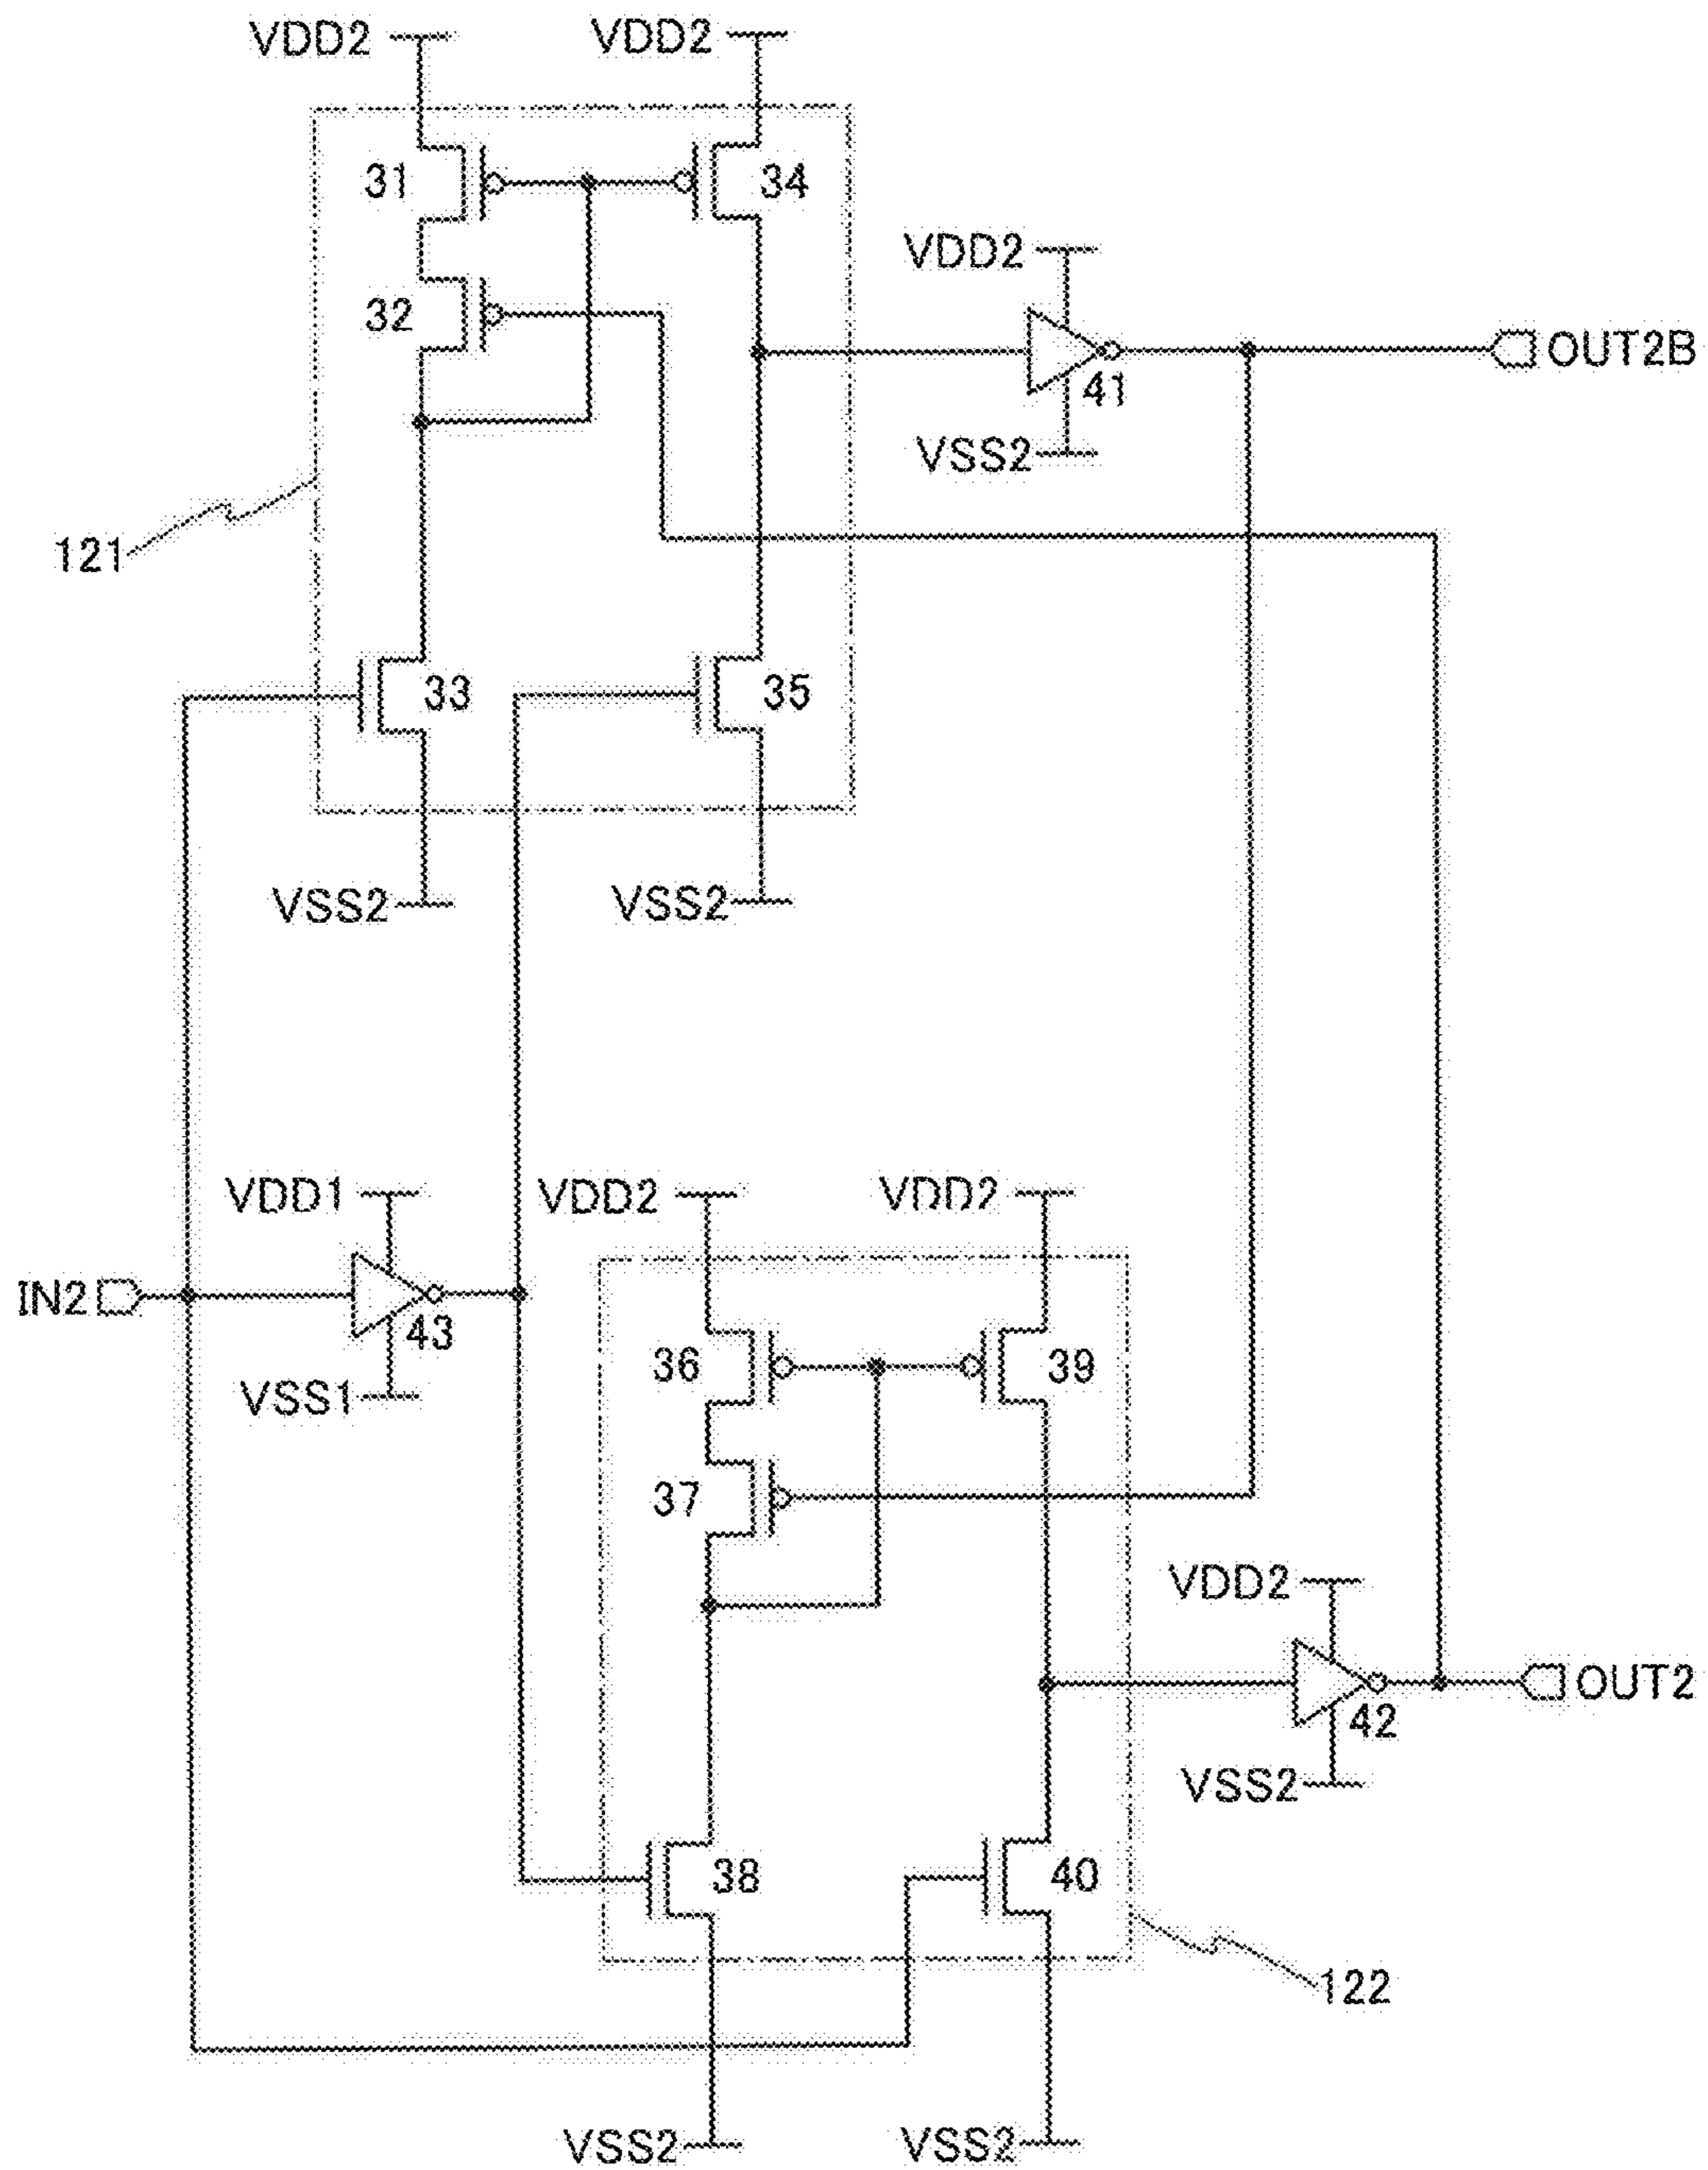 VDD2
VDD2
31
34
VDD2
32
OUT2B
41
VSS2
121
33
35
VSS2
VSS2
VDD1
VDD2
VDD2
IN2
43
36
39
VSS1
37
VDD2
OUT2
42
VSS2
38
40
122
VSS2
VSS2